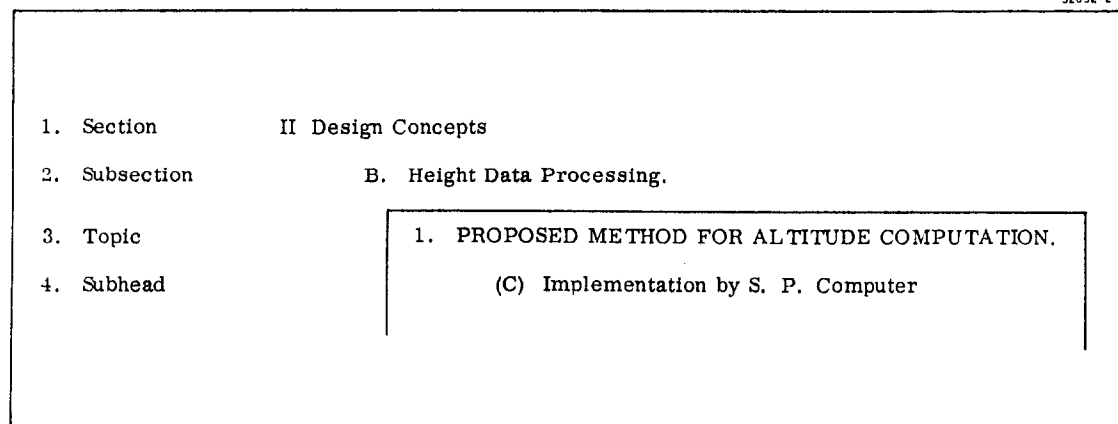 1. Section II Design Concepts
2. Subsection B. Height Data Processing.
3. Topic 1. PROPOSED METHOD FOR ALTITUDE COMPUTATION.
4. Subhead (C) Implementation by S. P. Computer